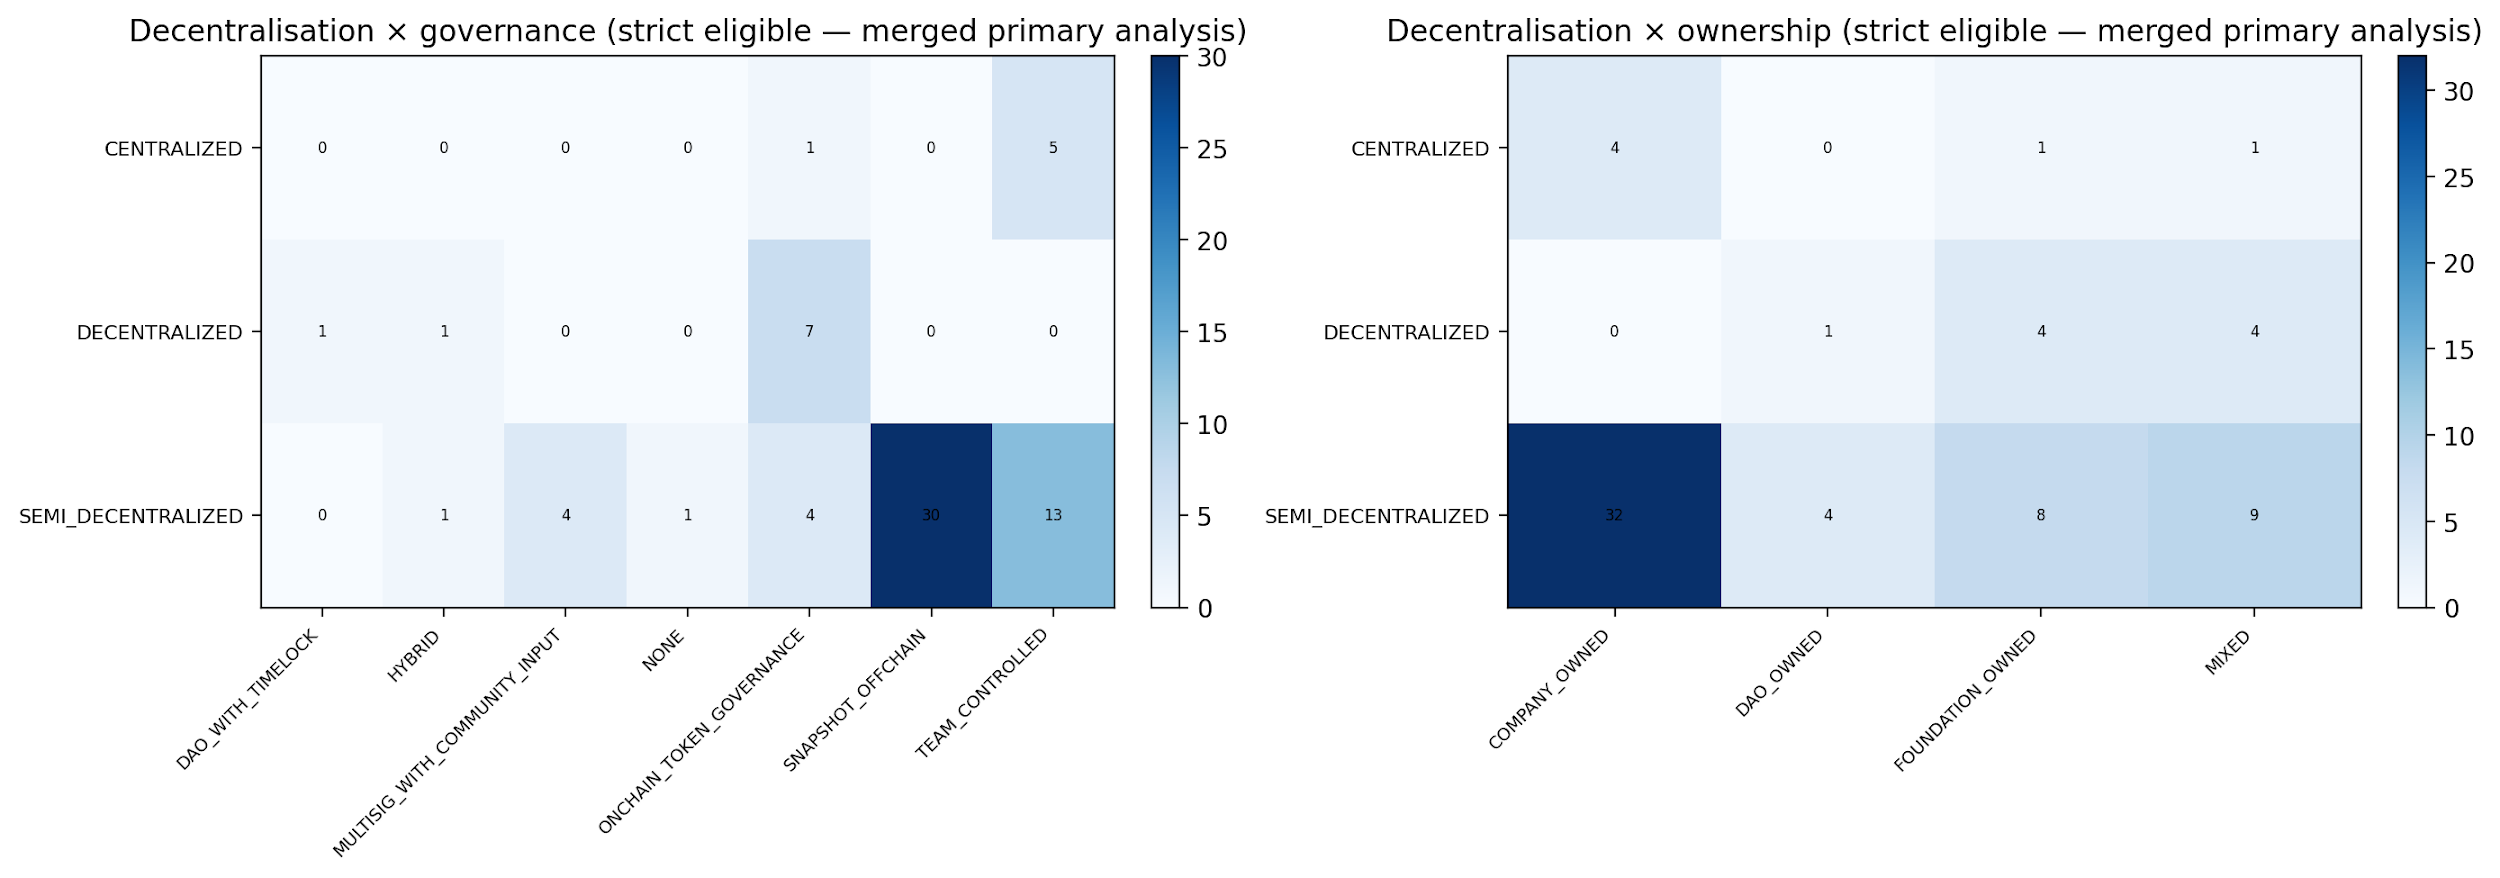 Decentralisation × governance (strict eligible — merged primary analysis)
CENTRALIZED
DECENTRALIZED
SEMI_DECENTRALIZED
0 0 0 0 1 0 5
1 1 0 0 7 0 0
0 1 4 1 4 30 13
DAO_WITH_TIMELOCK
HYBRID
MULTISIG_WITH_COMMUNITY_INPUT
NONE
ONCHAIN_TOKEN_GOVERNANCE
SNAPSHOT_OFFCHAIN
TEAM_CONTROLLED
30
25
20
15
10
5
0
Decentralisation × ownership (strict eligible — merged primary analysis)
CENTRALIZED
DECENTRALIZED
SEMI_DECENTRALIZED
4 0 1 1
0 1 4 4
32 4 8 9
COMPANY_OWNED
DAO_OWNED
FOUNDATION_OWNED
MIXED
30
25
20
15
10
5
0